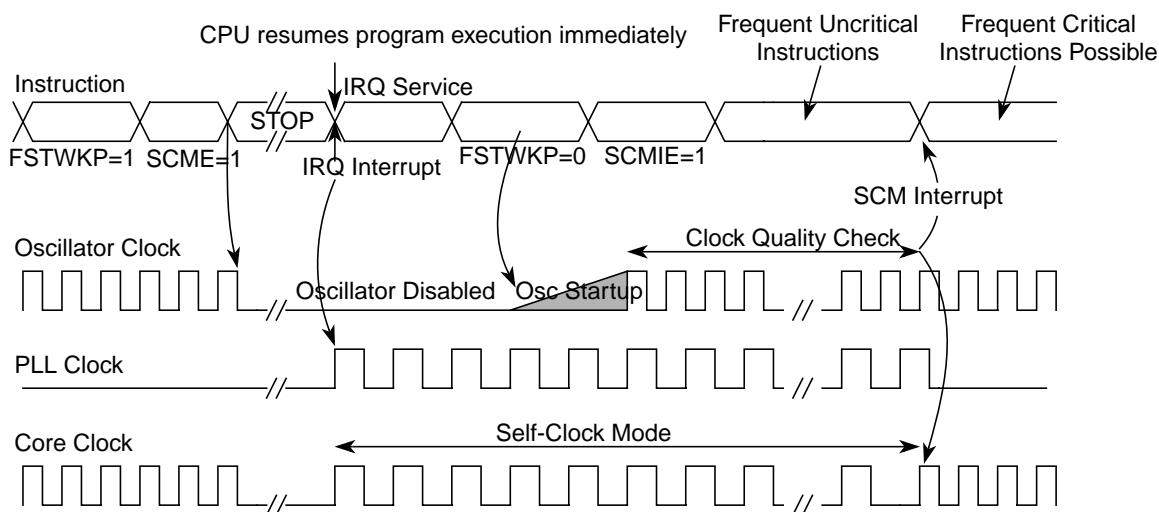 CPU resumes program execution immediately
Frequent Uncritical
Instructions
Frequent Critical
Instructions Possible
Instruction
STOP
IRQ Service
FSTWKP=1
SCME=1
IRQ Interrupt
FSTWKP=0
SCMIE=1
SCM Interrupt
Oscillator Clock
Clock Quality Check
Oscillator Disabled
Osc Startup
PLL Clock
Core Clock
Self-Clock Mode